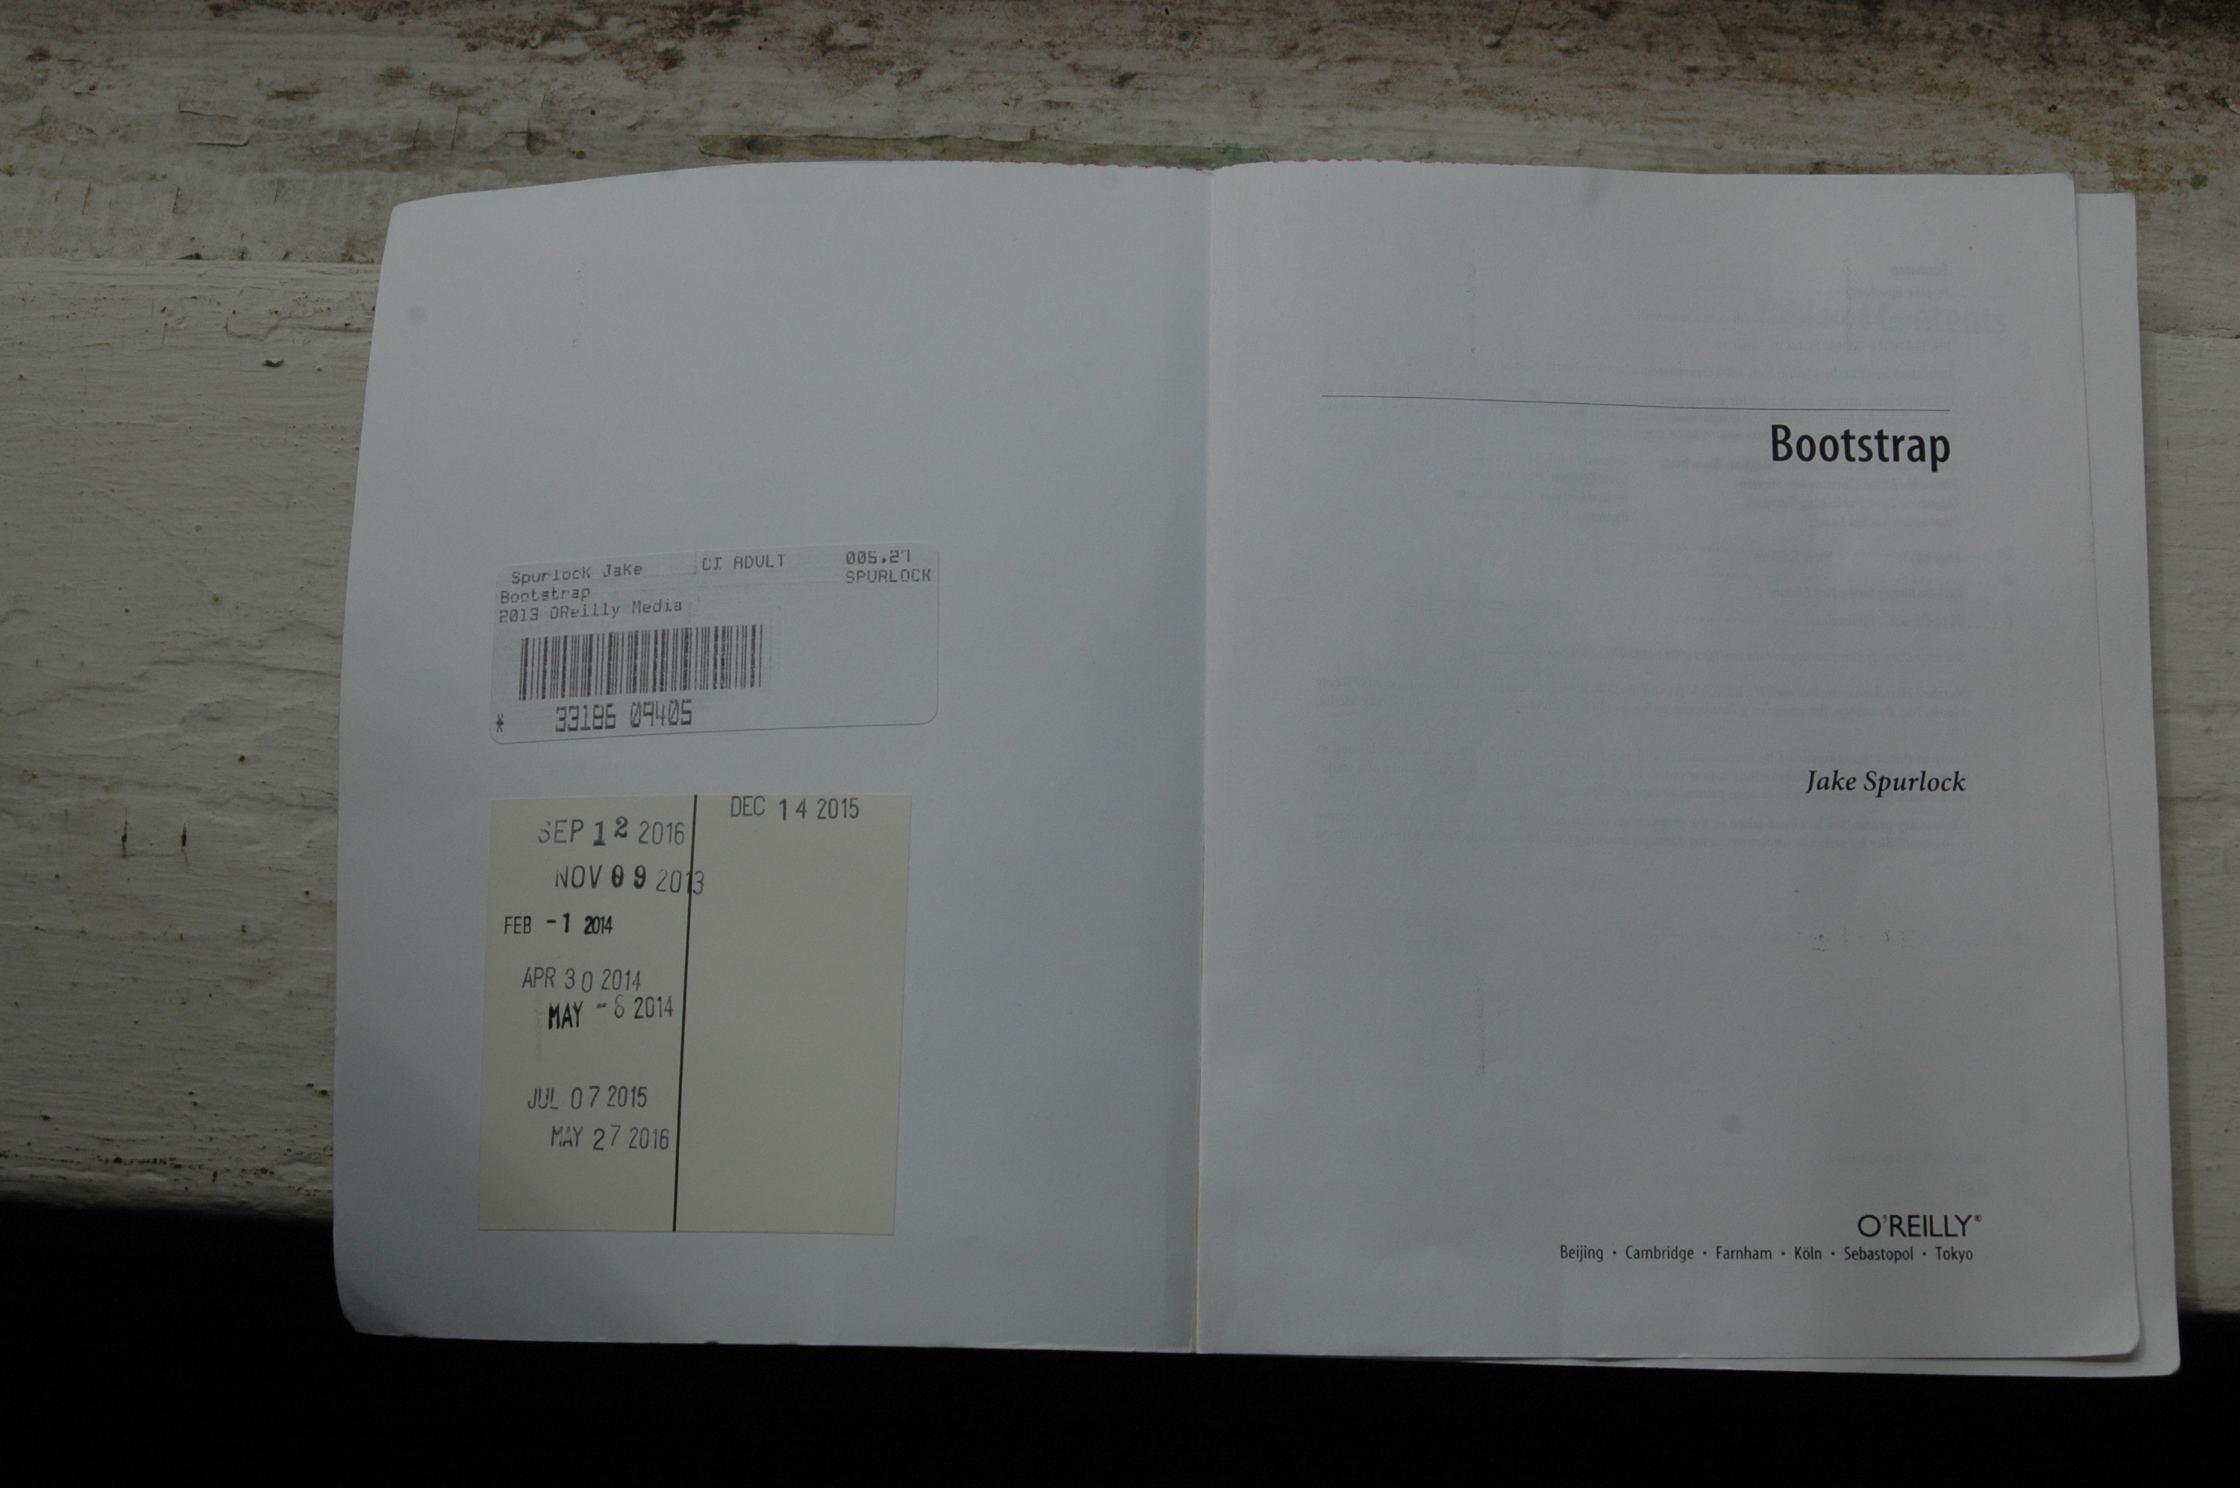 Spurlock Jake CI ADULT 005.27
Bootstrap SPURLOCK
2013 OReilly Media
* 33186 09405
SEP 12 2016
NOV 09 2013
FEB -1 2014
APR 30 2014
MAY - 2014
JUL 07 2015
MAY 27 2016
DEC 14 2015
Bootstrap
Jake Spurlock
O'REILLY®
Beijing · Cambridge · Farnham · Köln · Sebastopol · Tokyo